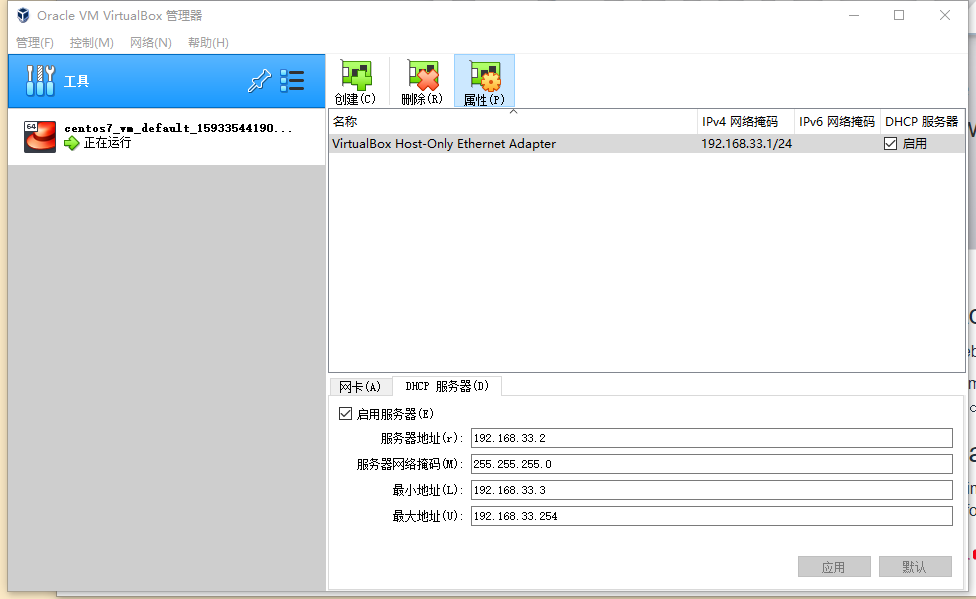 Oracle VM VirtualBox 管理器
管理(F) 控制(M) 网络(N) 帮助(H)
工具
创建(C) 删除(R) 属性(P)
64
centos7_vm_default_15933544190...
正在运行
名称 IPv4 网络掩码 IPv6 网络掩码 DHCP 服务器
VirtualBox Host-Only Ethernet Adapter 192.168.33.1/24 启用
网卡(A) DHCP 服务器(D)
启用服务器(E)
服务器地址(r): 192.168.33.2
服务器网络掩码(M): 255.255.255.0
最小地址(L): 192.168.33.3
最大地址(U): 192.168.33.254
应用 默认